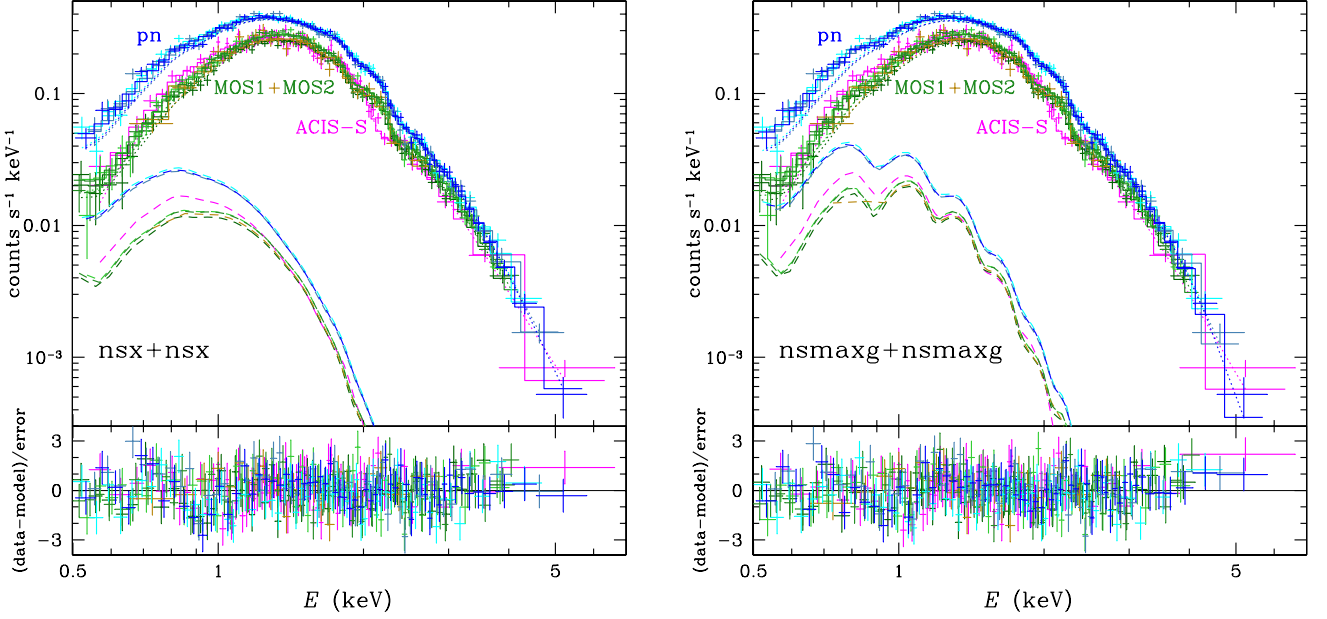 pn
MOS1+MOS2
ACIS-S
nsx+nsx
counts s⁻¹ keV⁻¹
0.1
0.01
10⁻³
(data-model)/error
3
0
-3
0.5
1
5
E (keV)
pn
MOS1+MOS2
ACIS-S
nsmaxg+nsmaxg
counts s⁻¹ keV⁻¹
0.1
0.01
10⁻³
(data-model)/error
3
0
-3
0.5
1
5
E (keV)